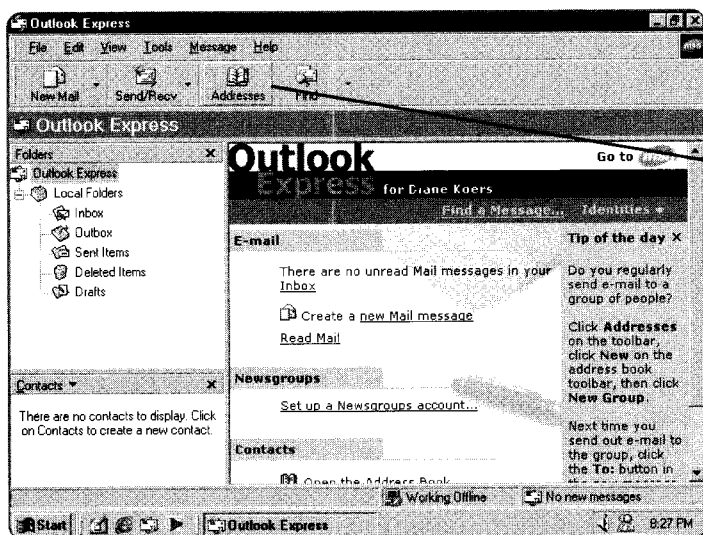 Outlook Express
File Edit View Tools Message Help
New Mail Send/Recv Addresses Find
Outlook Express
Folders
Outlook Express
Local Folders
Inbox
Outbox
Sent Items
Deleted Items
Drafts
Contacts
There are no contacts to display. Click
on Contacts to create a new contact.
Outlook
Express for Diane Koers
Go to msn
Find a Message... Identities
E-mail
There are no unread Mail messages in your
Inbox
Create a new Mail message
Read Mail
Newsgroups
Set up a Newsgroups account...
Contacts
Open the Address Book...
Tip of the day X
Do you regularly
send e-mail to a
group of people?
Click Addresses
on the toolbar,
click New on the
address book
toolbar, then click
New Group.
Next time you
send out e-mail to
the group, click
the To: button in
Working Offline No new messages
Start Outlook Express 8:27 PM